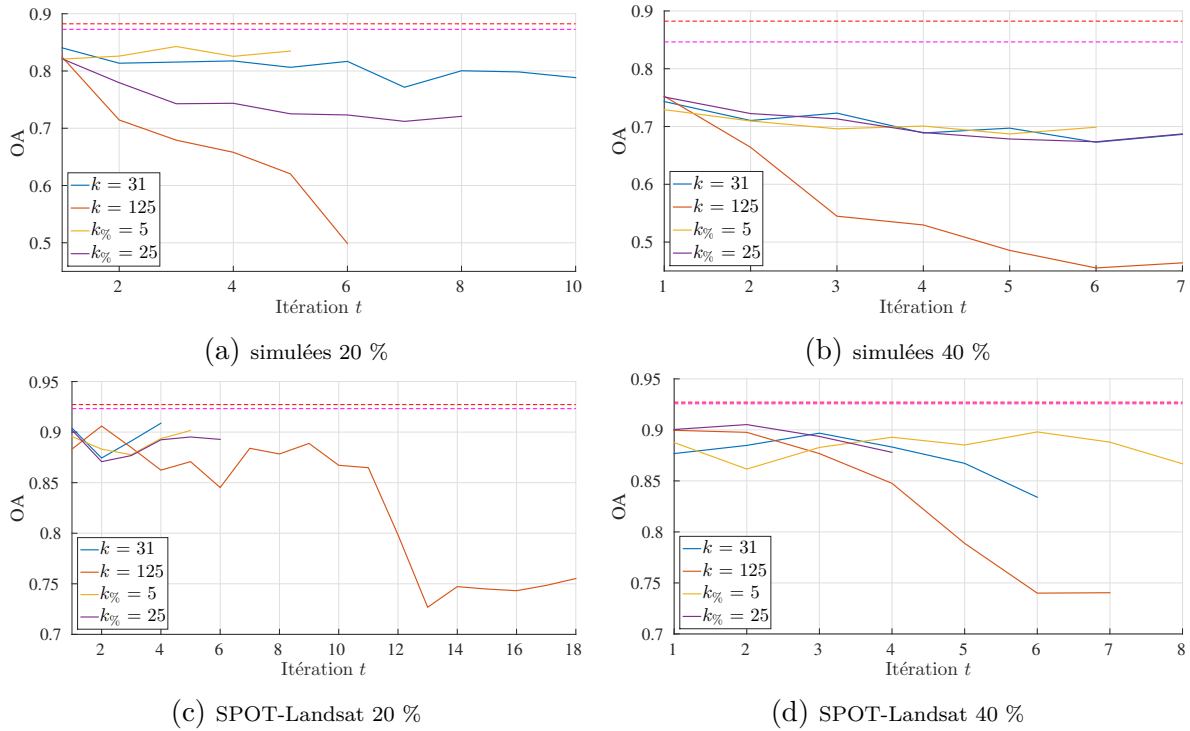 0.9
0.8
0.7
0.6
0.5
OA
k = 31
k = 125
k% = 5
k% = 25
2 4 6 8 10
Itération t
(a) simulées 20 %
0.9
0.8
0.7
0.6
0.5
OA
k = 31
k = 125
k% = 5
k% = 25
1 2 3 4 5 6 7
Itération t
(b) simulées 40 %
0.95
0.9
0.85
0.8
0.75
0.7
OA
k = 31
k = 125
k% = 5
k% = 25
2 4 6 8 10 12 14 16 18
Itération t
(c) SPOT-Landsat 20 %
0.95
0.9
0.85
0.8
0.75
0.7
OA
k = 31
k = 125
k% = 5
k% = 25
1 2 3 4 5 6 7 8
Itération t
(d) SPOT-Landsat 40 %